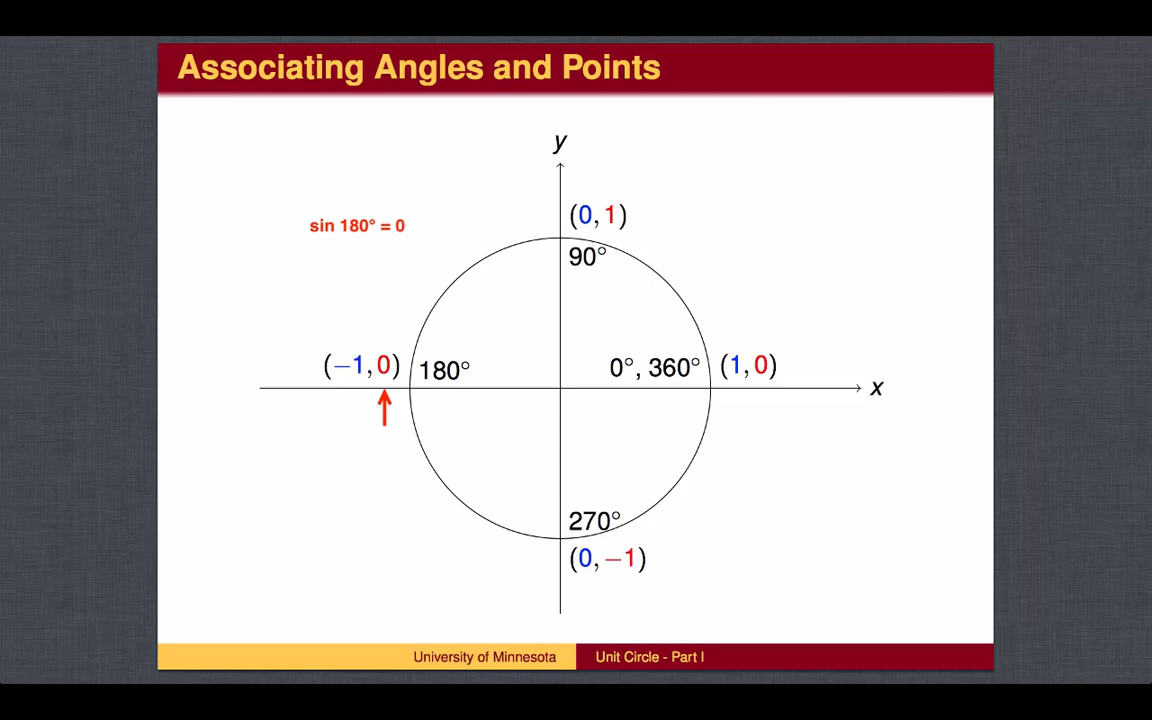 Associating Angles and Points
y
(0, 1)
sin 180° = 0
90°
(−1, 0) 180° 0°, 360° (1, 0)
x
270°
(0, −1)
University of Minnesota Unit Circle - Part I